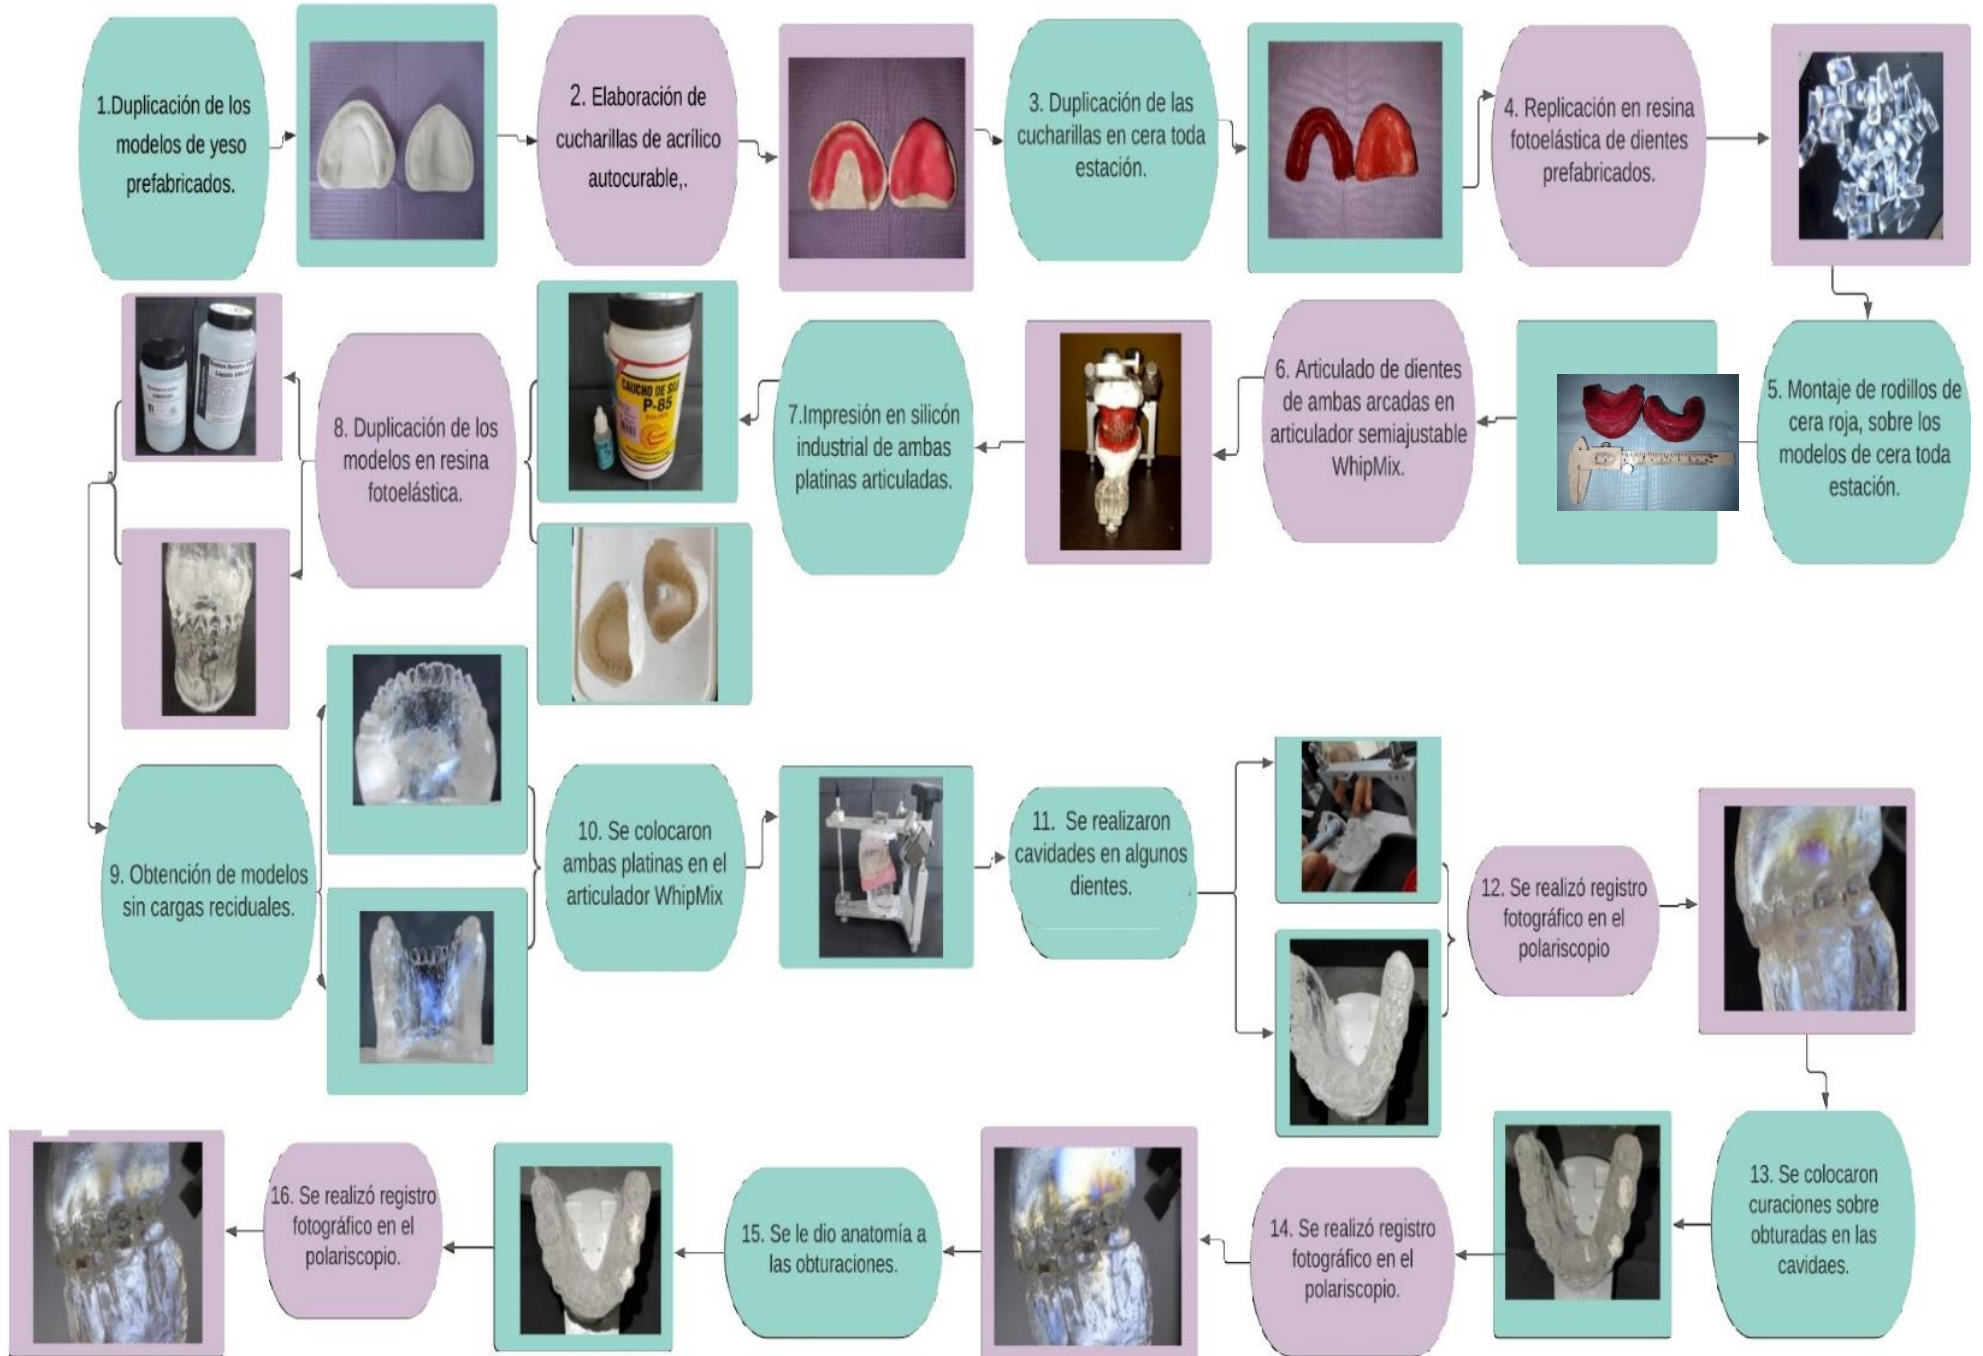 1.Duplicación de los
modelos de yeso
prefabricados.
2. Elaboración de
cucharillas de acrílico
autocurable,.
3. Duplicación de las
cucharillas en cera toda
estación.
4. Replicación en resina
fotoelástica de dientes
prefabricados.
5. Montaje de rodillos de
cera roja, sobre los
modelos de cera toda
estación.
6. Articulado de dientes
de ambas arcadas en
articulador semiajustable
WhipMix.
7.Impresión en silicón
industrial de ambas
platinas articuladas.
CAUCHO DE SILI
P-85
8. Duplicación de los
modelos en resina
fotoelástica.
9. Obtención de modelos
sin cargas reciduales.
10. Se colocaron
ambas platinas en el
articulador WhipMix
11. Se realizaron
cavidades en algunos
dientes.
12. Se realizó registro
fotográfico en el
polariscopio
13. Se colocaron
curaciones sobre
obturadas en las
cavidaes.
14. Se realizó registro
fotográfico en el
polariscopio.
15. Se le dio anatomía a
las obturaciones.
16. Se realizó registro
fotográfico en el
polariscopio.